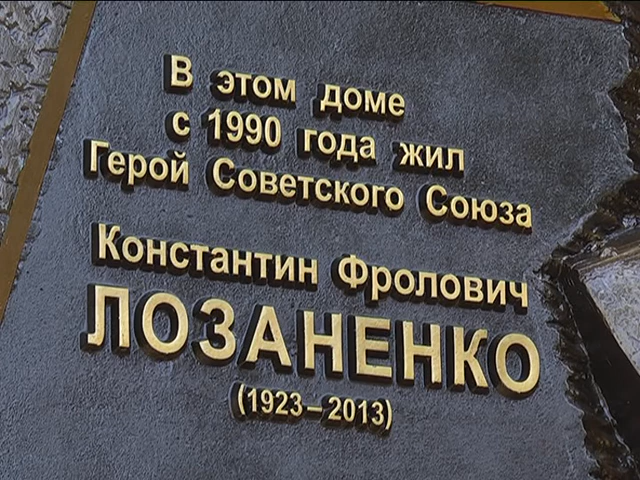 В этом доме
с 1990 года жил
Герой Советского Союза
Константин Фролович
ЛОЗАНЕНКО
(1923–2013)